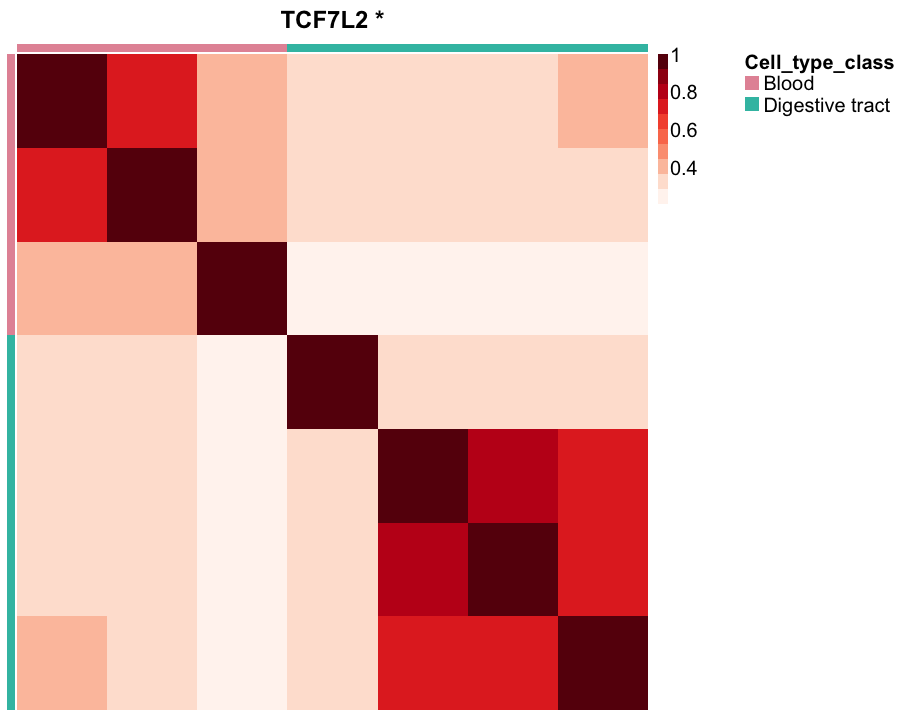 TCF7L2 *
1
0.8
0.6
0.4
Cell_type_class
Blood
Digestive tract